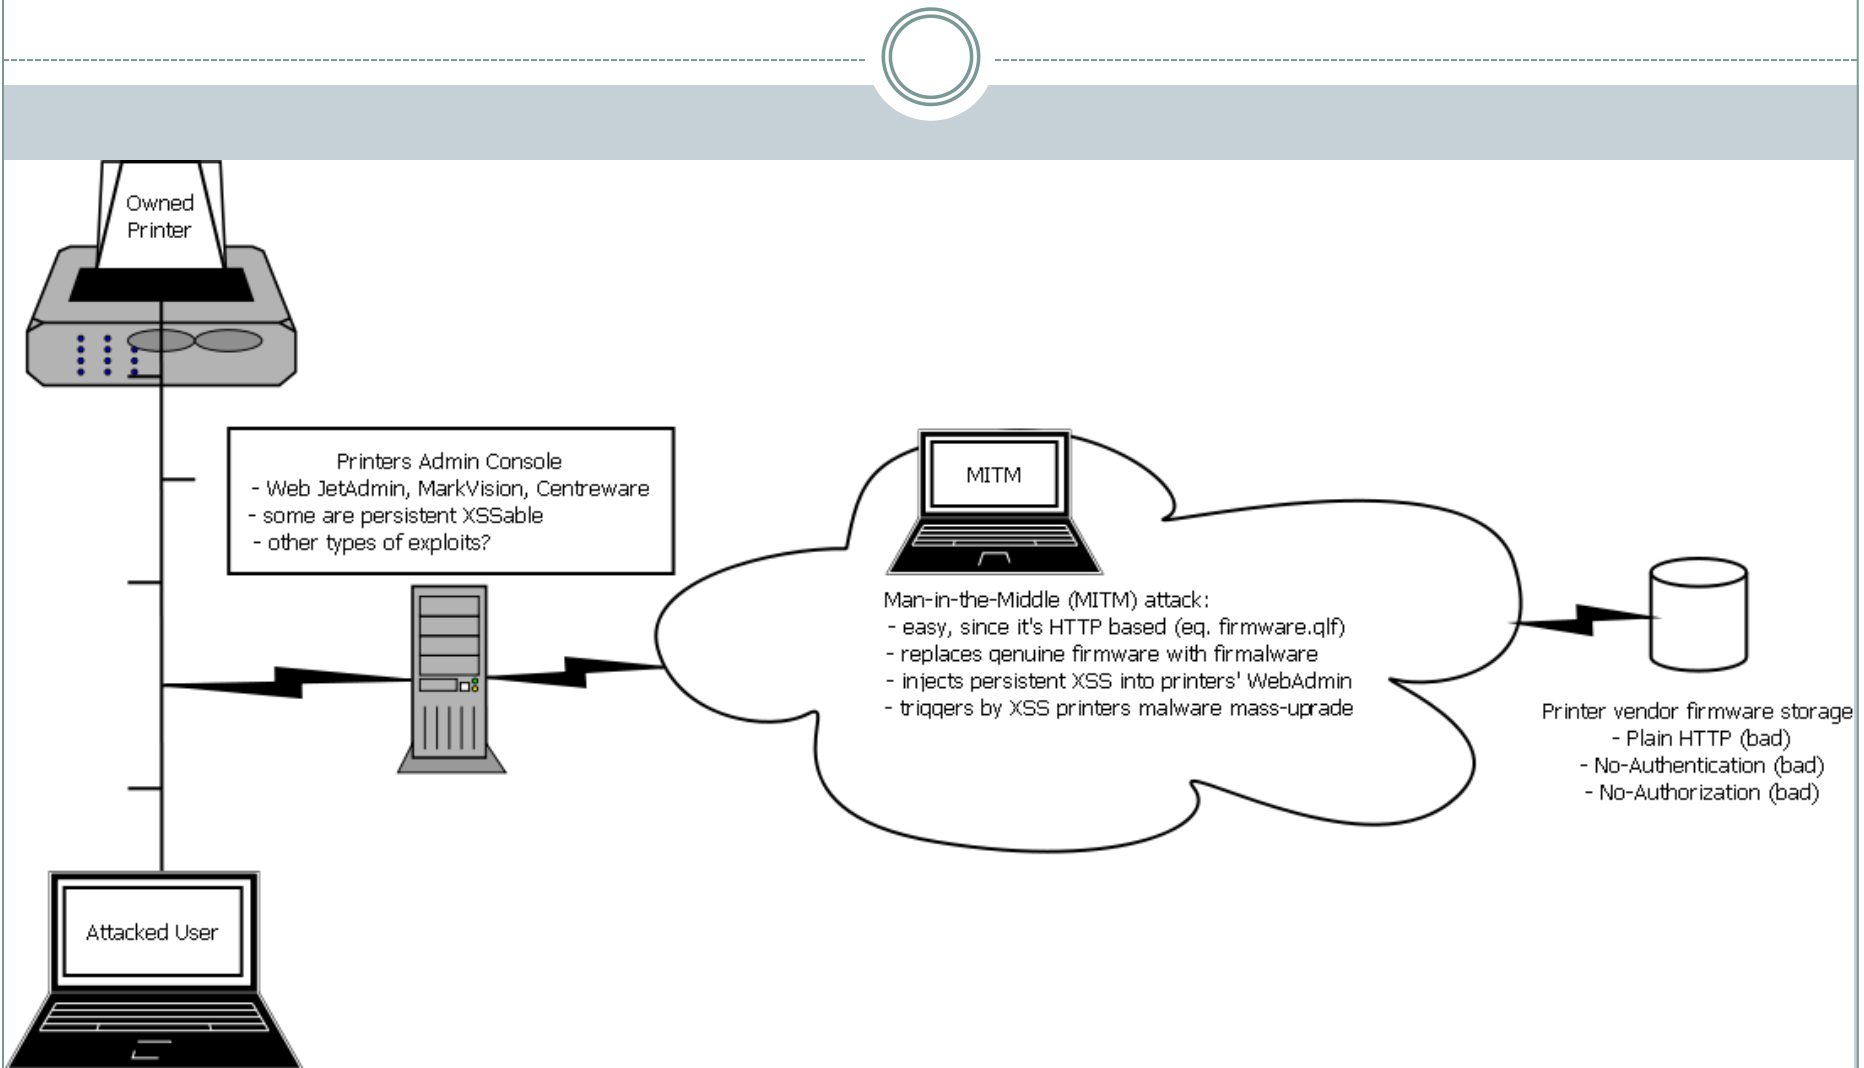 Owned
Printer
Printers Admin Console
- Web JetAdmin, MarkVision, Centreware
- some are persistent XSSable
- other types of exploits?
MITM
Man-in-the-Middle (MITM) attack:
- easy, since it's HTTP based (eg. firmware.glf)
- replaces genuine firmware with firmalware
- injects persistent XSS into printers' WebAdmin
- triggers by XSS printers malware mass-uprade
Printer vendor firmware storage
- Plain HTTP (bad)
- No-Authentication (bad)
- No-Authorization (bad)
Attacked User